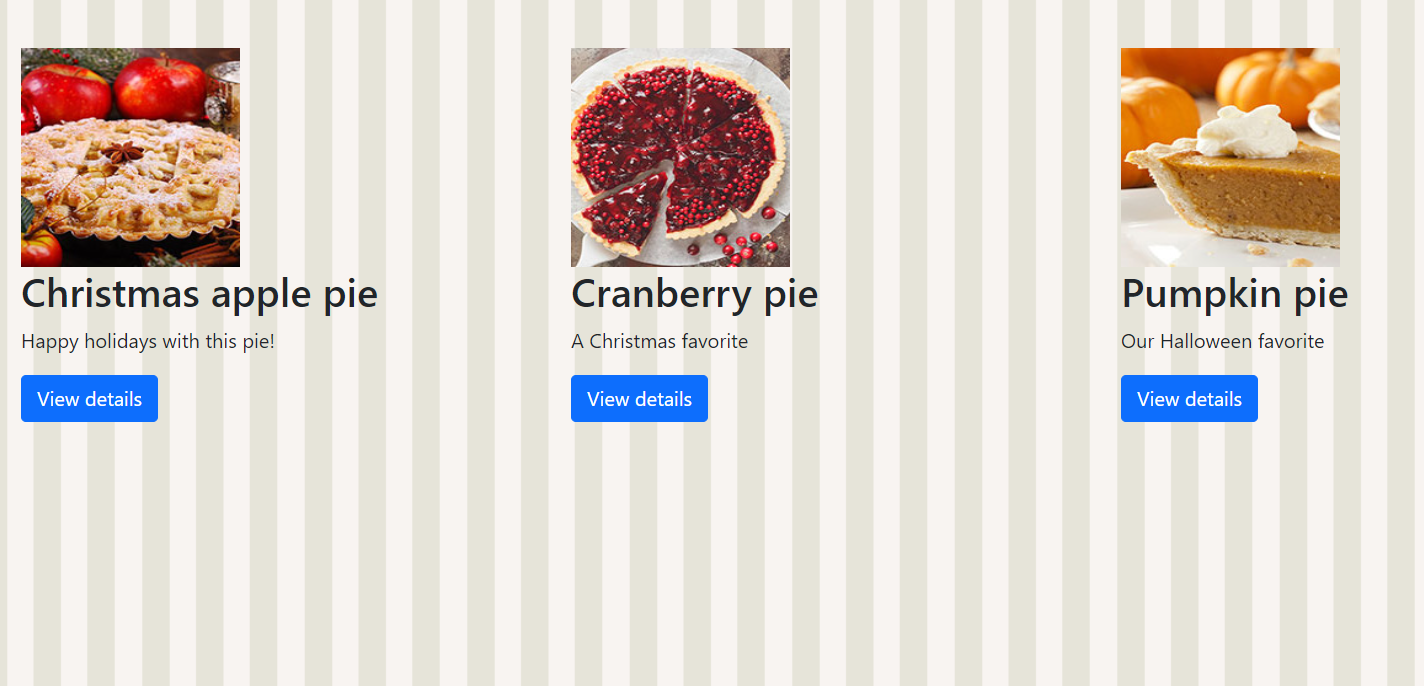 Christmas apple pie
Happy holidays with this pie!
View details
Cranberry pie
A Christmas favorite
View details
Pumpkin pie
Our Halloween favorite
View details